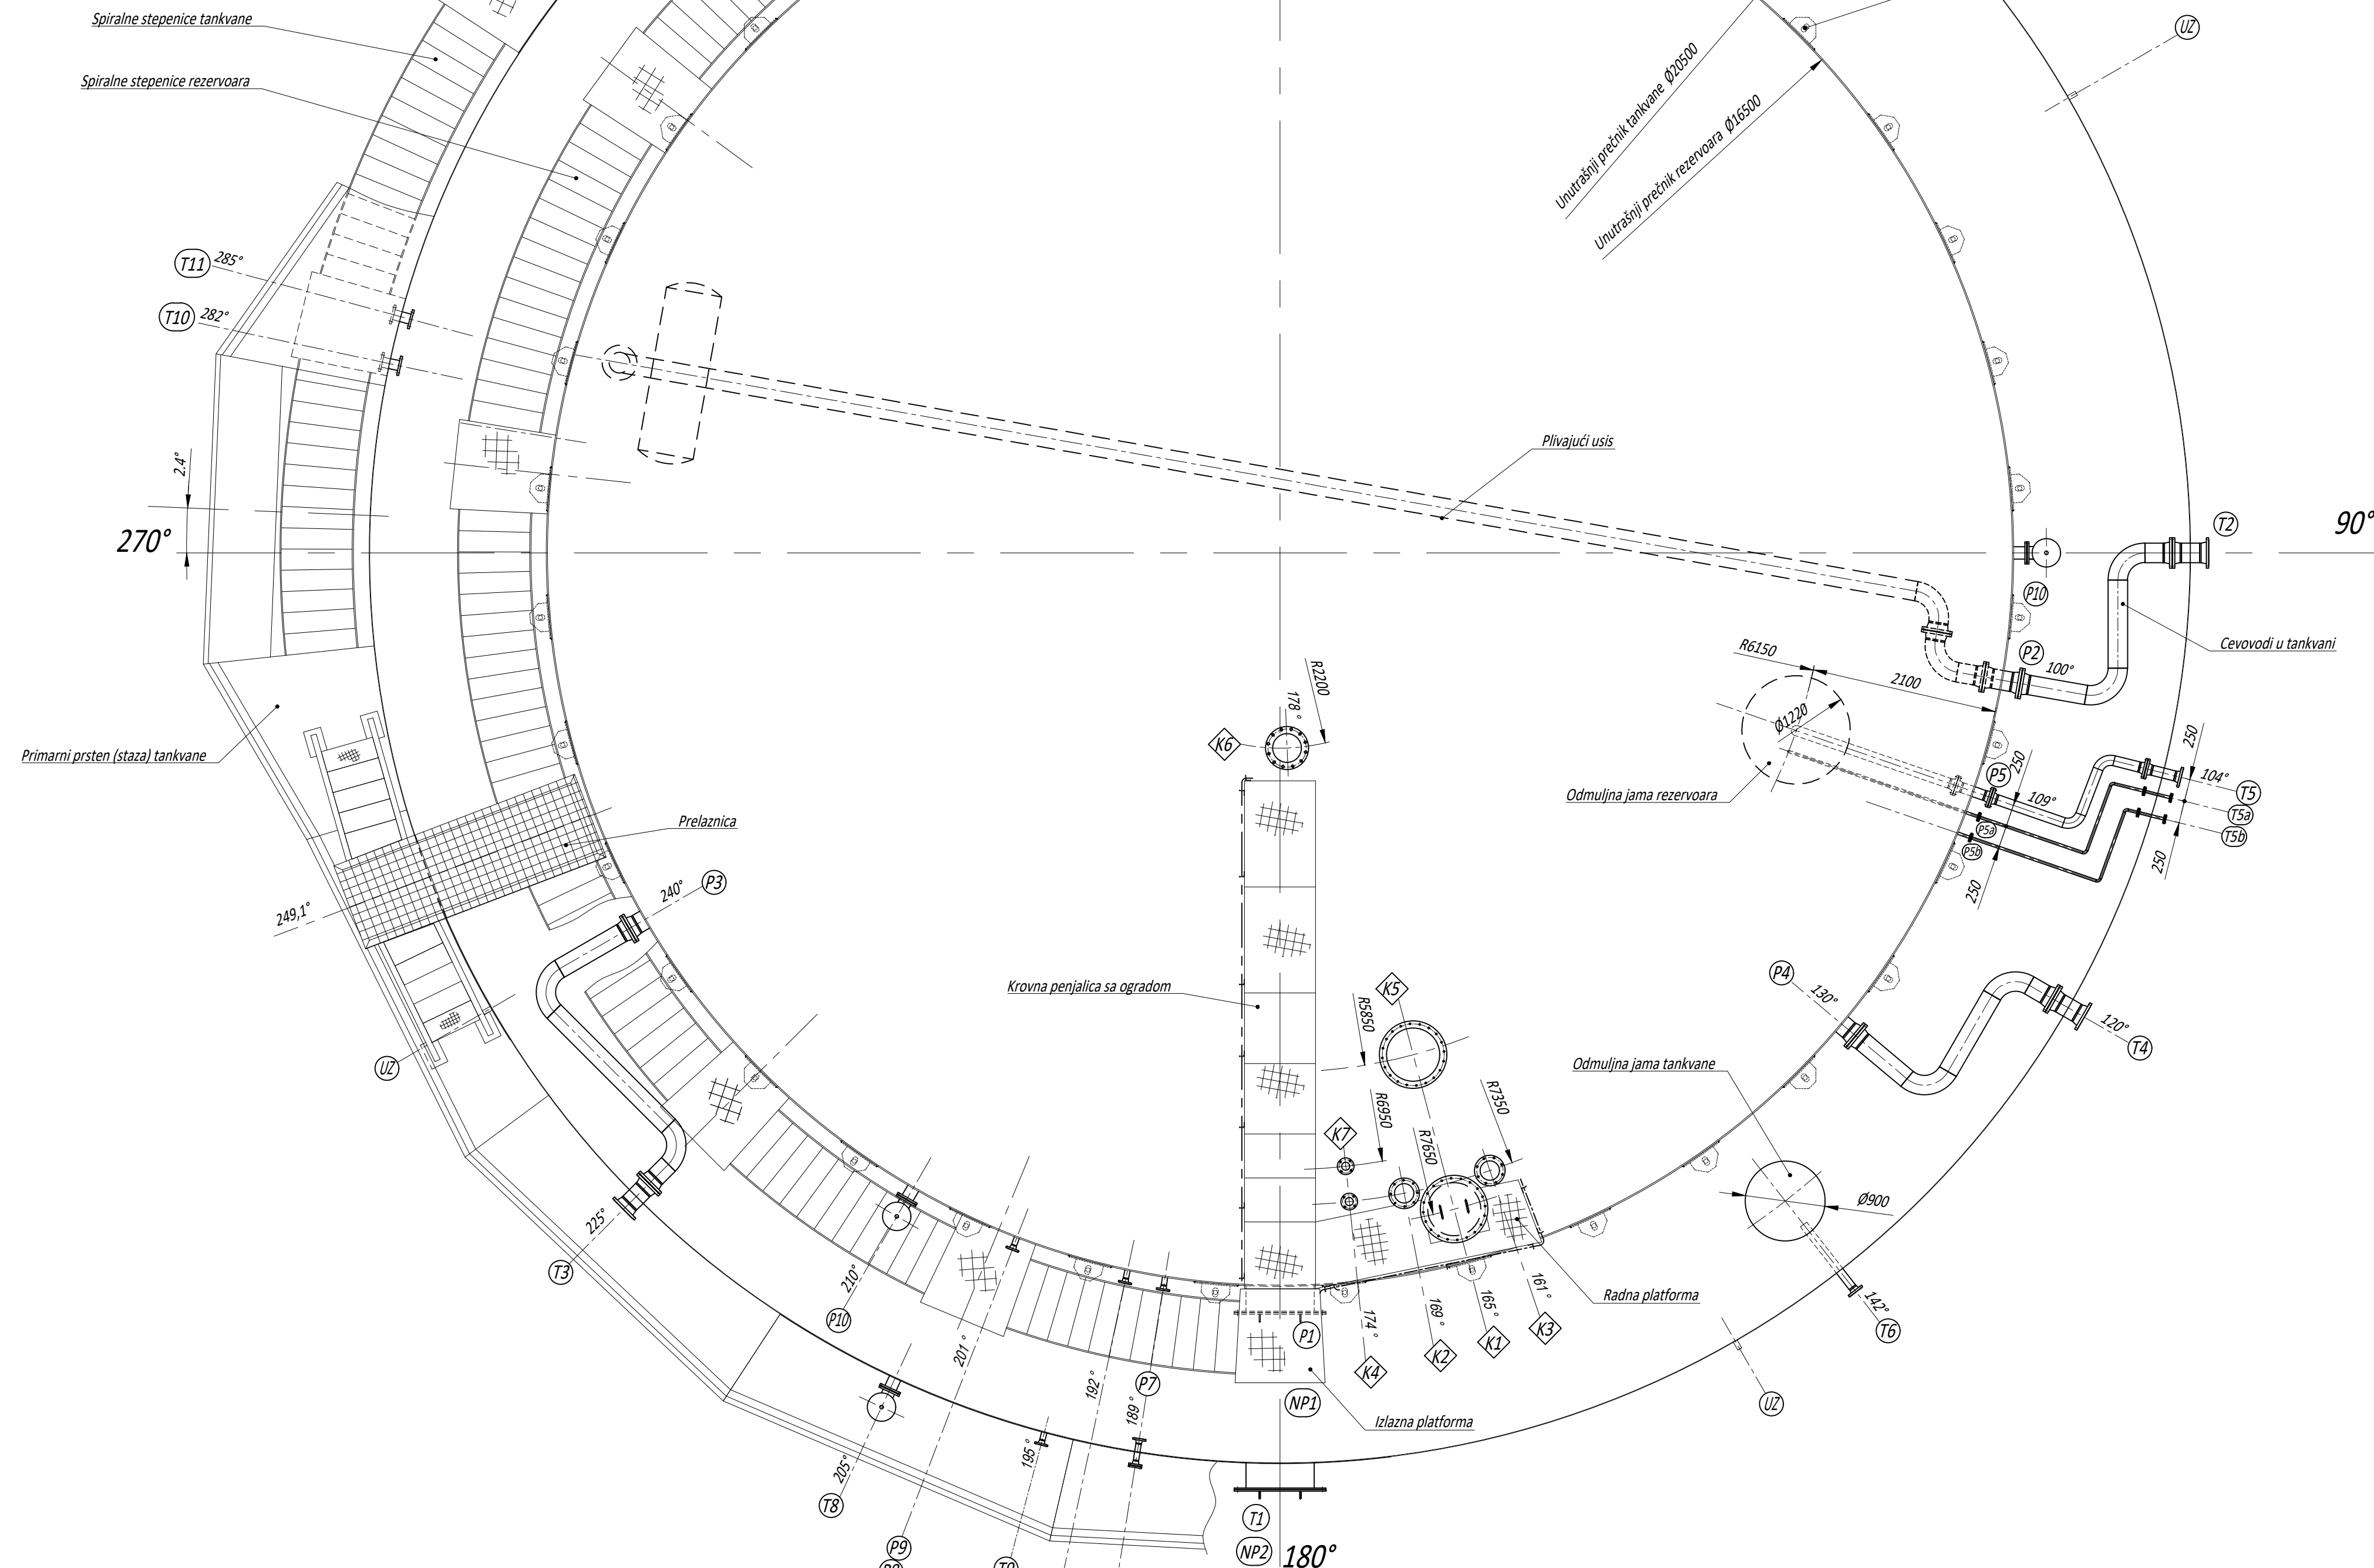 Spiralne stepenice tankvane
UZ
Spiralne stepenice rezervoara
Unutrašnji prečnik tankvane Ø20500
Unutrašnji prečnik rezervoara Ø16500
T11 285°
T10 282°
2.4°
270°
Plivajući usis
T2
90°
P10
Cevovodi u tankvani
P2
100°
R6150
2100
R2200
178°
K6
Ø1220
250
250
Primarni prsten (staza) tankvane
P5
104°
T5
109°
Odmuljna jama rezervoara
T5a
P5a
T5b
Prelaznica
P5b
250
250
240°
P3
249,1°
P4
130°
Krovna penjalica sa ogradom
K5
R5850
120°
T4
UZ
Odmuljna jama tankvane
R6950
R7350
K7
R7650
Ø900
225°
T3
210°
P10
161°
165°
169°
174°
Radna platforma
142°
T6
K3
K1
K2
K4
P1
201°
192°
P7
189°
NP1
UZ
Izlazna platforma
195°
205°
T8
T1
P9
NP2
180°